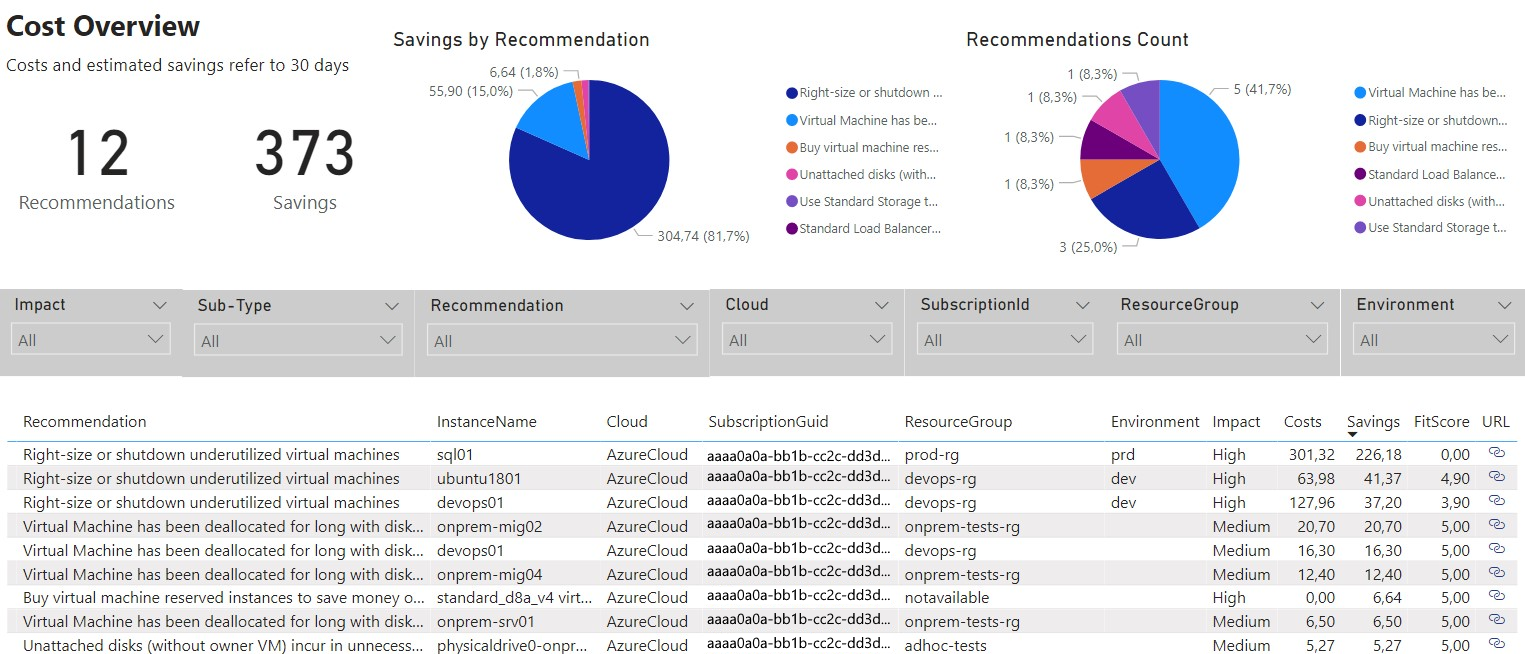 Cost Overview
Costs and estimated savings refer to 30 days
12
Recommendations
373
Savings
Savings by Recommendation
6,64 (1,8%)
55,90 (15,0%)
304,74 (81,7%)
Right-size or shutdown ...
Virtual Machine has be...
Buy virtual machine res...
Unattached disks (with...
Use Standard Storage t...
Standard Load Balancer...
Recommendations Count
1 (8,3%)
1 (8,3%)
1 (8,3%)
1 (8,3%)
3 (25,0%)
5 (41,7%)
Virtual Machine has be...
Right-size or shutdown...
Buy virtual machine res...
Standard Load Balance...
Unattached disks (with...
Use Standard Storage t...
Impact Sub-Type Recommendation Cloud SubscriptionId ResourceGroup Environment
All All All All All All All
Recommendation InstanceName Cloud SubscriptionGuid ResourceGroup Environment Impact Costs Savings FitScore URL
Right-size or shutdown underutilized virtual machines sql01 AzureCloud aaaa0a0a-bb1b-cc2c-dd3d... prod-rg prd High 301,32 226,18 0,00
Right-size or shutdown underutilized virtual machines ubuntu1801 AzureCloud aaaa0a0a-bb1b-cc2c-dd3d... devops-rg dev High 63,98 41,37 4,90
Right-size or shutdown underutilized virtual machines devops01 AzureCloud aaaa0a0a-bb1b-cc2c-dd3d... devops-rg dev High 127,96 37,20 3,90
Virtual Machine has been deallocated for long with disk... onprem-mig02 AzureCloud aaaa0a0a-bb1b-cc2c-dd3d... onprem-tests-rg Medium 20,70 20,70 5,00
Virtual Machine has been deallocated for long with disk... devops01 AzureCloud aaaa0a0a-bb1b-cc2c-dd3d... devops-rg Medium 16,30 16,30 5,00
Virtual Machine has been deallocated for long with disk... onprem-mig04 AzureCloud aaaa0a0a-bb1b-cc2c-dd3d... onprem-tests-rg Medium 12,40 12,40 5,00
Buy virtual machine reserved instances to save money o... standard_d8a_v4 virt... AzureCloud aaaa0a0a-bb1b-cc2c-dd3d... notavailable High 0,00 6,64 5,00
Virtual Machine has been deallocated for long with disk... onprem-srv01 AzureCloud aaaa0a0a-bb1b-cc2c-dd3d... onprem-tests-rg Medium 6,50 6,50 5,00
Unattached disks (without owner VM) incur in unnecess... physicaldrive0-onpr... AzureCloud aaaa0a0a-bb1b-cc2c-dd3d... adhoc-tests Medium 5,27 5,27 5,00